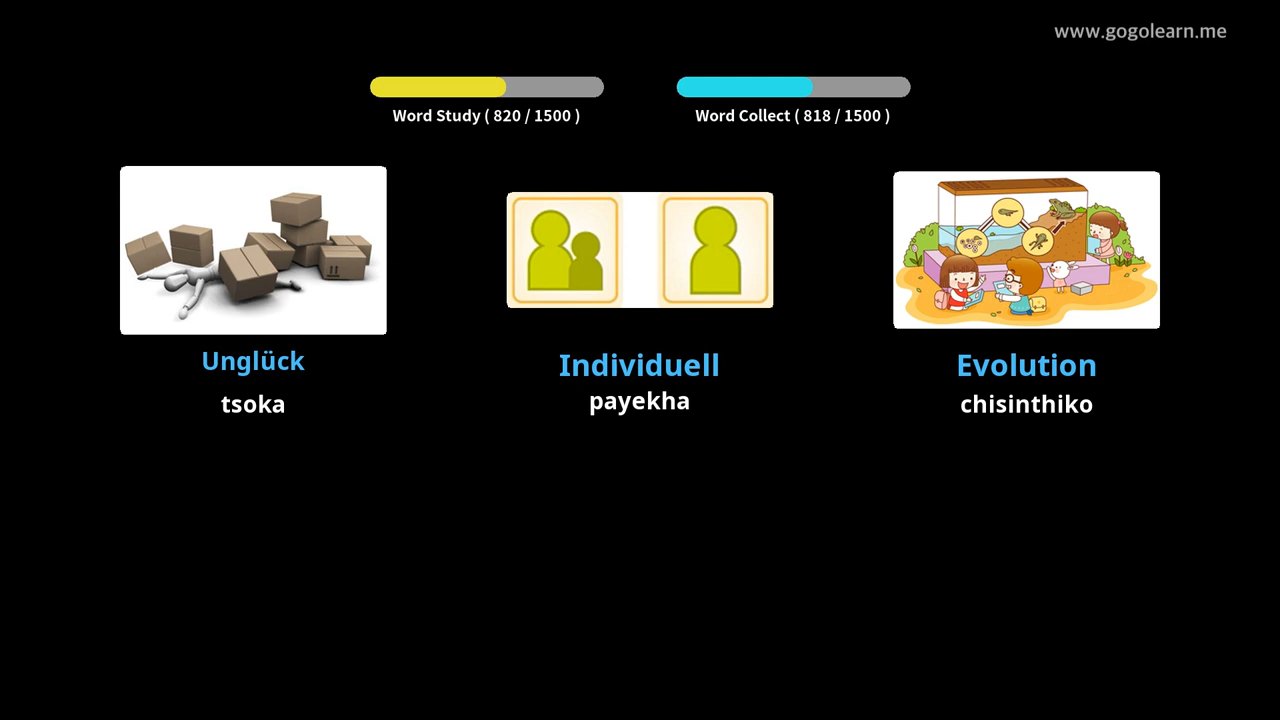 www.gogolearn.me
Word Study ( 820 / 1500 )
Word Collect ( 818 / 1500 )
Unglück
tsoka
Individuell
payekha
Evolution
chisinthiko